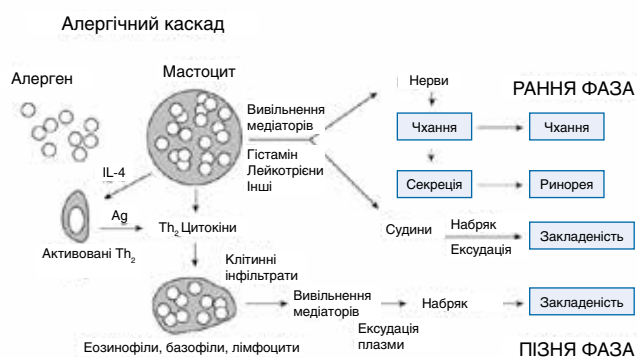 Алергічний каскад
Алерген
Мастоцит
Нерви
РАННЯ ФАЗА
Вивільнення
медіаторів
Гістамін
Лейкотрієни
Інші
Чхання
Чхання
Секреція
Ринорея
IL-4
Ag
Активовані Th2
Th2 Цитокіни
Судини
Набряк
Ексудація
Закладеність
Клітинні
інфільтрати
Вивільнення
медіаторів
Ексудація
плазми
Набряк
Закладеність
Еозинофіли, базофіли, лімфоцити
ПІЗНЯ ФАЗА